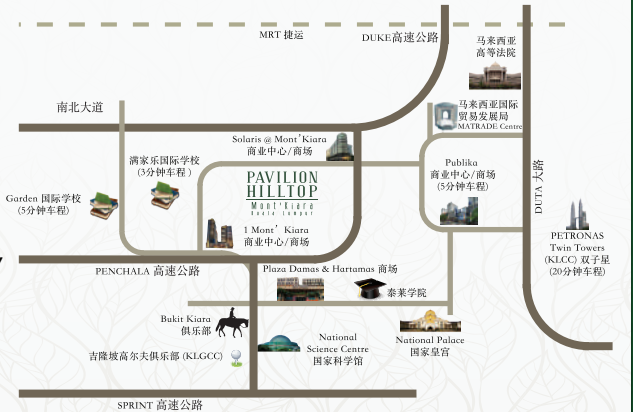 MRT 捷运
DUKE高速公路
马来西亚
高等法院
南北大道
马来西亚国际
贸易发展局
MATRADE Centre
Solaris @ Mont'Kiara
商业中心/商场
满家乐国际学校
(3分钟车程)
Publika
商业中心/商场
(5分钟车程)
DUTA 大路
PAVILION
HILLTOP
Mont'Kiara
Kuala Lumpur
Garden 国际学校
(5分钟车程)
1 Mont' Kiara
商业中心/商场
PETRONAS
Twin Towers
(KLCC) 双子星
(20分钟车程)
PENCHALA 高速公路
Plaza Damas & Hartamas 商场
泰莱学院
Bukit Kiara
俱乐部
National
Science Centre
国家科学馆
National Palace
国家皇宫
吉隆坡高尔夫俱乐部 (KLGCC)
SPRINT 高速公路